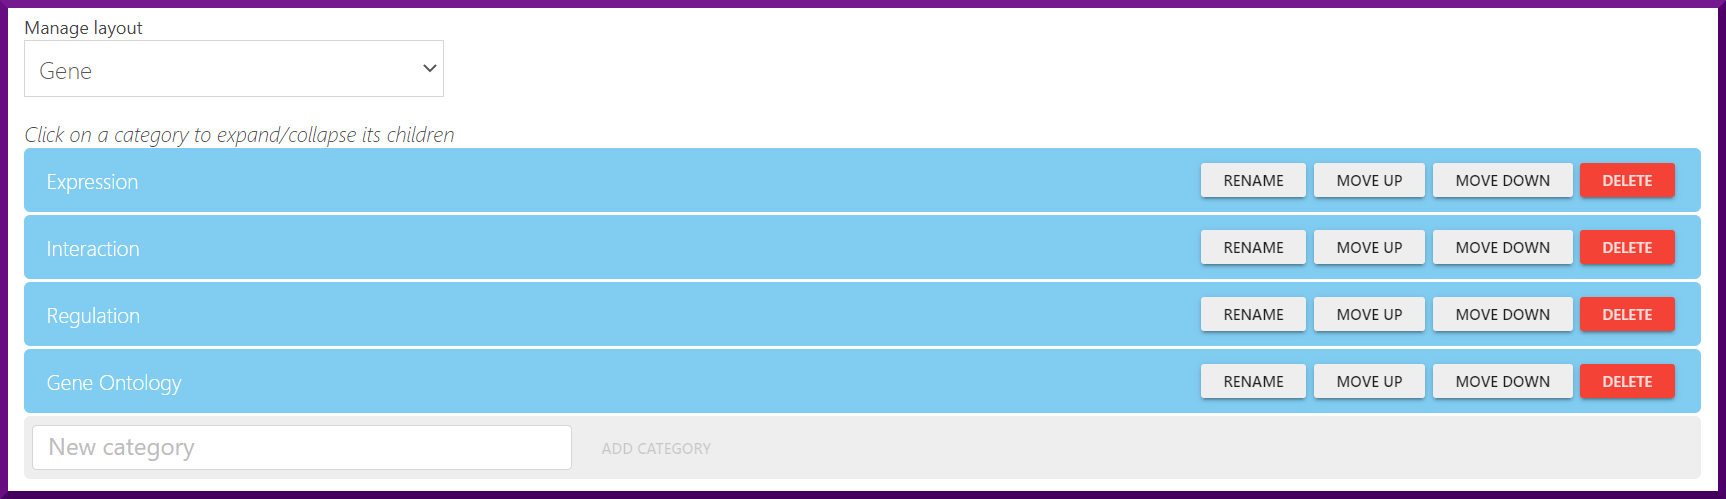 Manage layout
Gene
Click on a category to expand/collapse its children
Expression RENAME MOVE UP MOVE DOWN DELETE
Interaction RENAME MOVE UP MOVE DOWN DELETE
Regulation RENAME MOVE UP MOVE DOWN DELETE
Gene Ontology RENAME MOVE UP MOVE DOWN DELETE
New category ADD CATEGORY